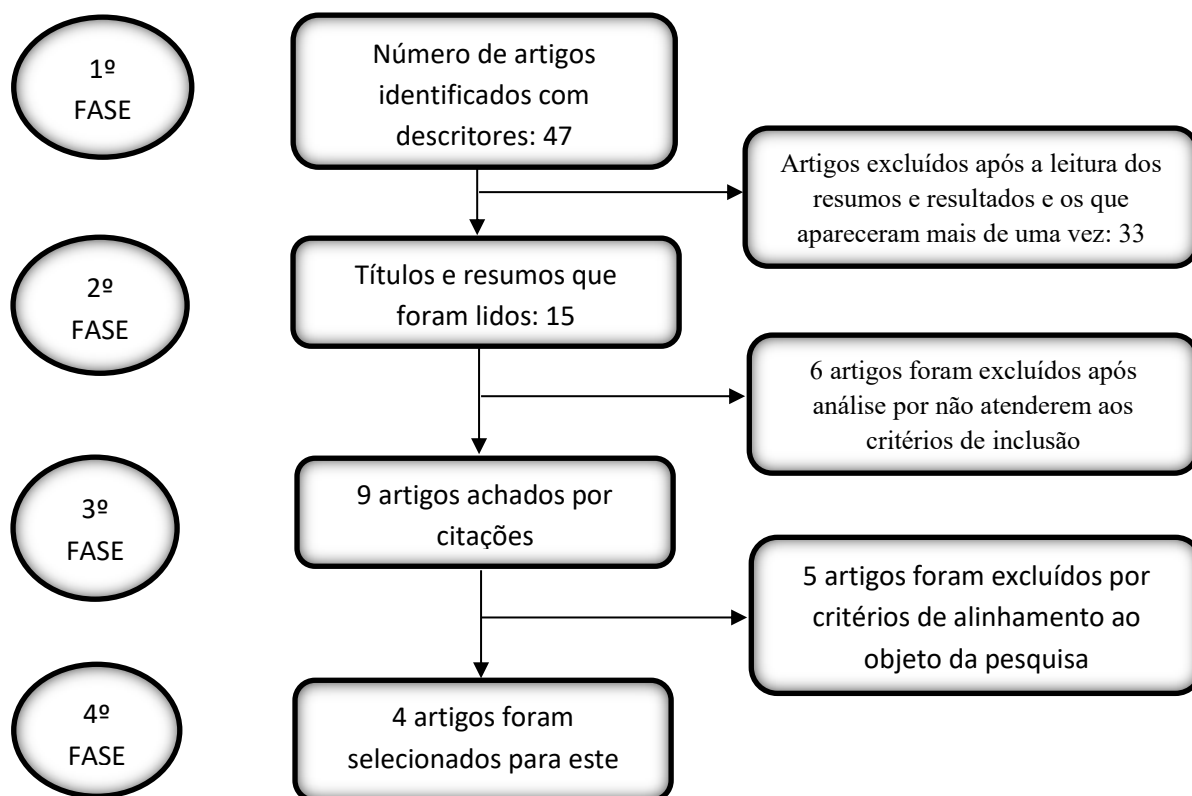 1º
FASE
Número de artigos
identificados com
descritores: 47
Artigos excluídos após a leitura dos
resumos e resultados e os que
apareceram mais de uma vez: 33
2º
FASE
Títulos e resumos que
foram lidos: 15
6 artigos foram excluídos após
análise por não atenderem aos
critérios de inclusão
3º
FASE
9 artigos achados por
citações
5 artigos foram excluídos por
critérios de alinhamento ao
objeto da pesquisa
4º
FASE
4 artigos foram
selecionados para este